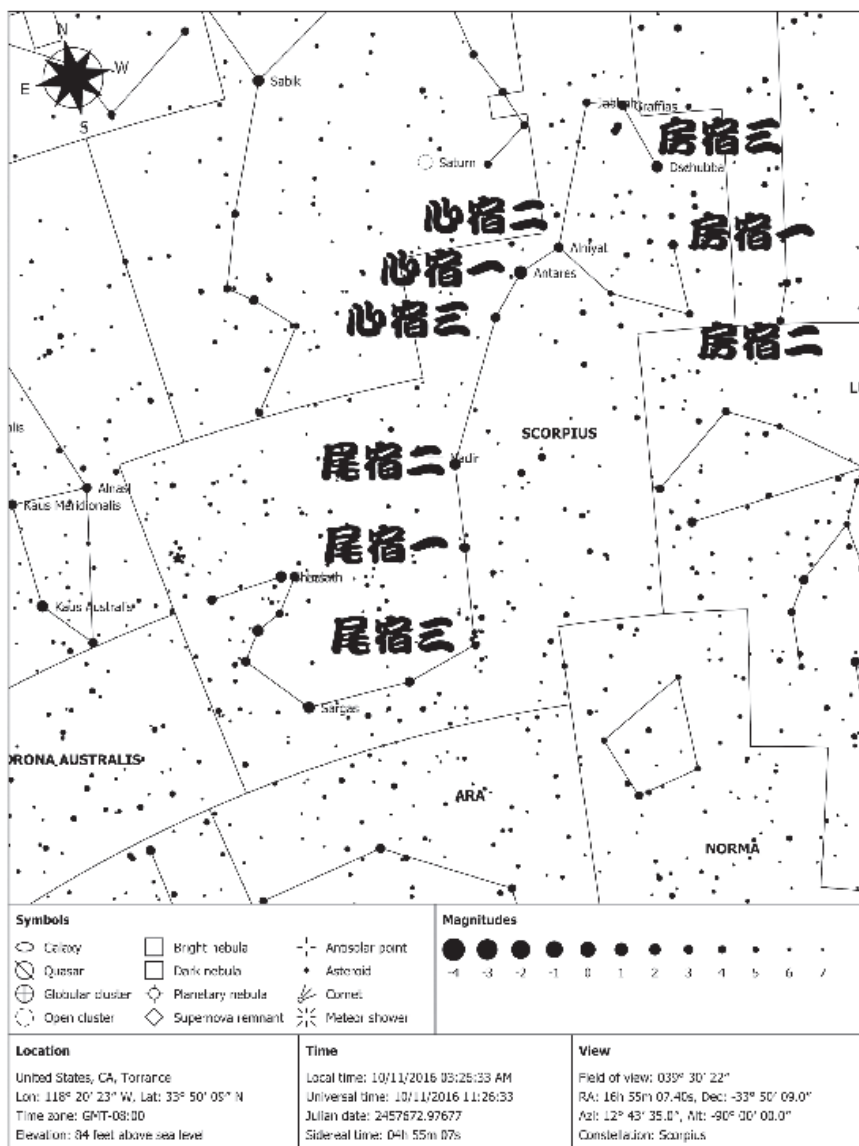 N
W
E
S
Sabik
Graffias
房宿三
Saturn
Dschubba
心宿二
房宿一
Alniyat
心宿一
Antares
心宿三
房宿二
SCORPIUS
尾宿二
Nadir
Alnasl
Kaus Meridionalis
尾宿一
Kaus Australis
尾宿三
Sargas
ORONA AUSTRALIS
ARA
NORMA
Symbols
Galaxy
Bright nebula
Antisolar point
Quasar
Dark nebula
Asteroid
Globular cluster
Planetary nebula
Comet
Open cluster
Supernova remnant
Meteor shower
Magnitudes
-4 -3 -2 -1 0 1 2 3 4 5 6 7
Location
United States, CA, Torrance
Lon: 118° 20' 23" W, Lat: 33° 50' 09" N
Time zone: GMT-08:00
Elevation: 84 feet above sea level
Time
Local time: 10/11/2016 03:26:33 AM
Universal time: 10/11/2016 11:26:33
Julian date: 2457672.97677
Sidereal time: 04h 55m 07s
View
Field of view: 039° 30' 22"
RA: 16h 55m 07.40s, Dec: -33° 50' 09.0"
Azi: 12° 43' 35.0", Alt: -90° 00' 00.0"
Constellation: Scorpius